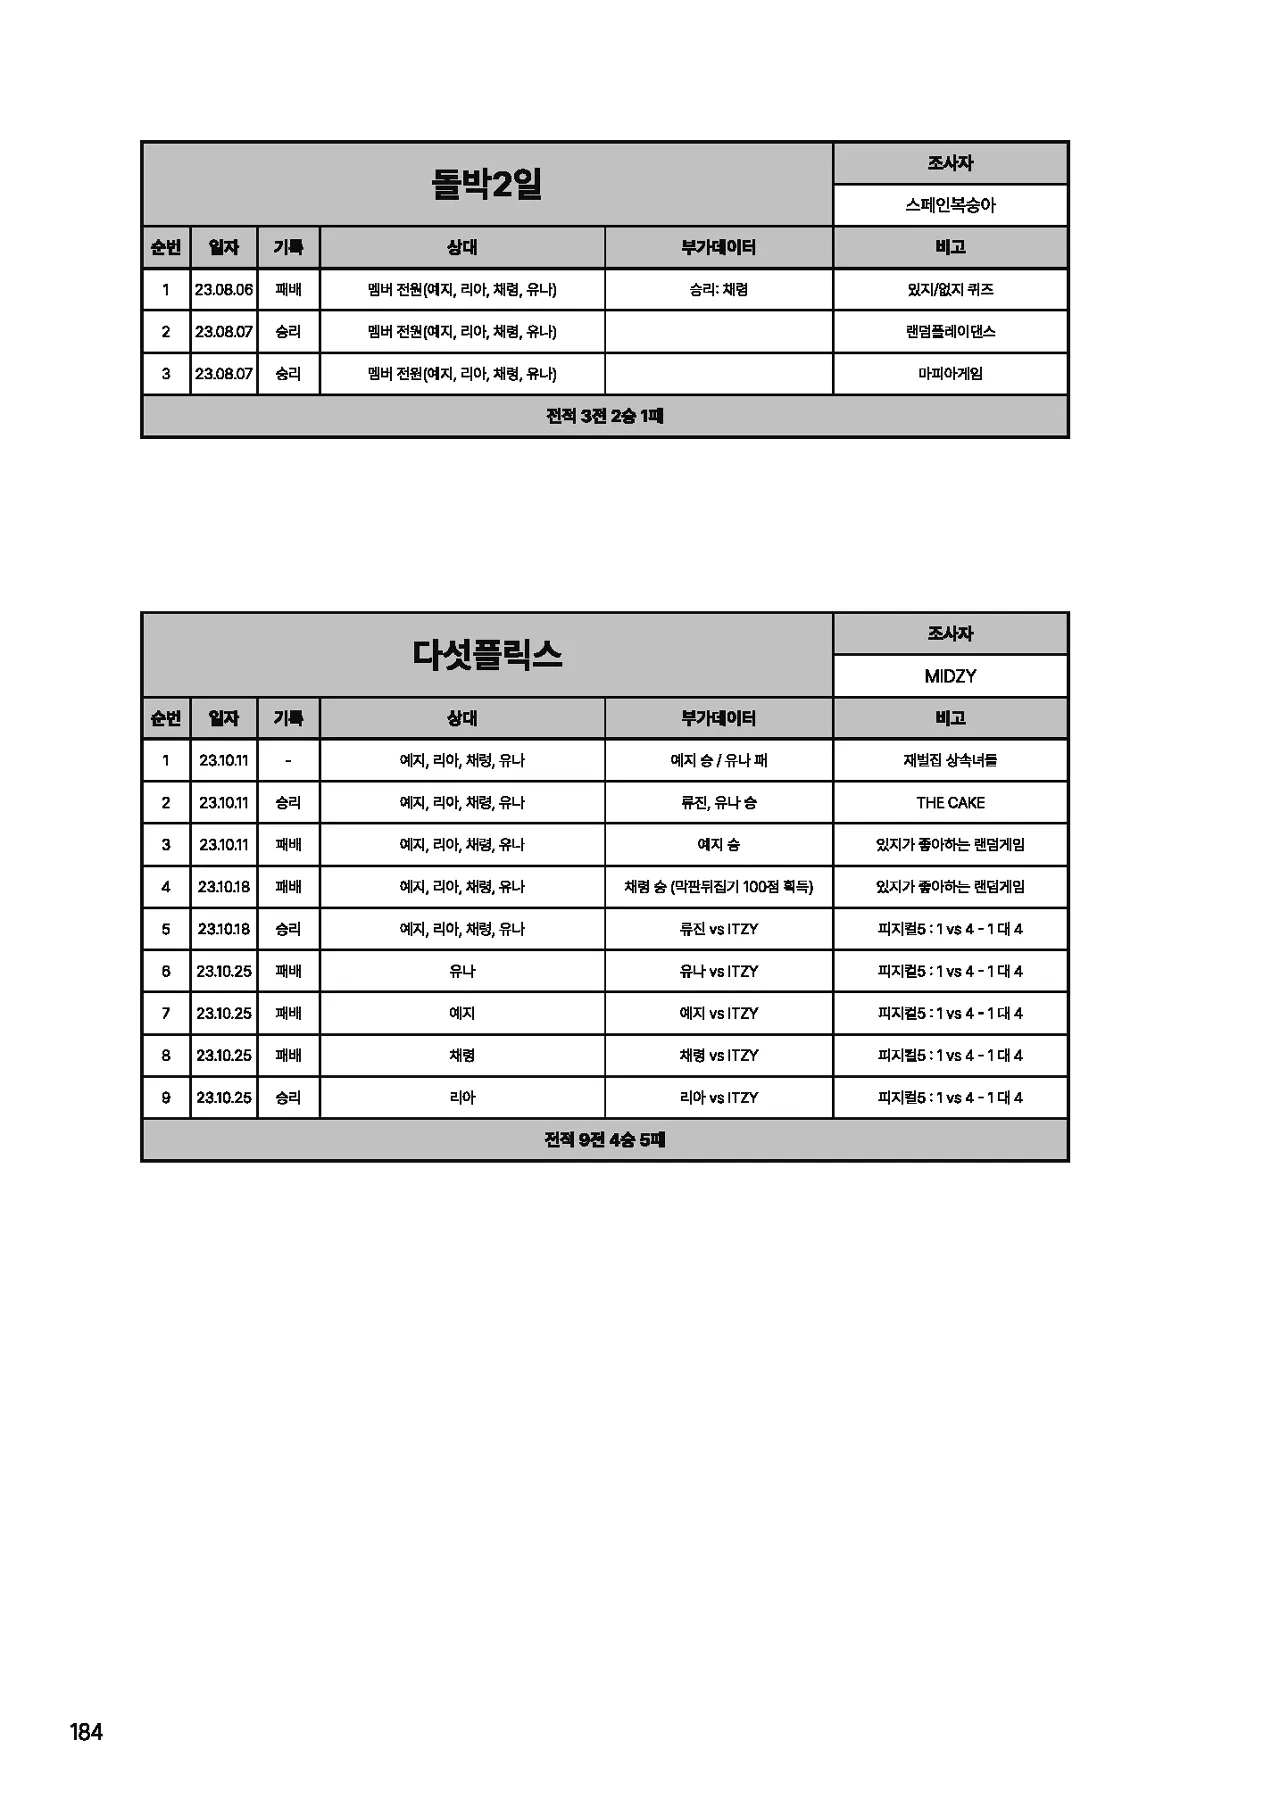 돌박2일
조사자
스페인복숭아
순번 일자 기록 상대 부가데이터 비고
1 23.08.06 패배 멤버 전원(예지, 리아, 채령, 유나) 승리: 채령 있지/없지 퀴즈
2 23.08.07 승리 멤버 전원(예지, 리아, 채령, 유나) 랜덤플레이댄스
3 23.08.07 승리 멤버 전원(예지, 리아, 채령, 유나) 마피아게임
전적 3전 2승 1패
다섯플릭스
조사자
MIDZY
순번 일자 기록 상대 부가데이터 비고
1 23.10.11 - 예지, 리아, 채령, 유나 예지 승 / 유나 패 재벌집 상속녀들
2 23.10.11 승리 예지, 리아, 채령, 유나 류진, 유나 승 THE CAKE
3 23.10.11 패배 예지, 리아, 채령, 유나 예지 승 있지가 좋아하는 랜덤게임
4 23.10.18 패배 예지, 리아, 채령, 유나 채령 승 (막판뒤집기 100점 획득) 있지가 좋아하는 랜덤게임
5 23.10.18 승리 예지, 리아, 채령, 유나 류진 vs ITZY 피지컬5 : 1 vs 4 - 1 대 4
6 23.10.25 패배 유나 유나 vs ITZY 피지컬5 : 1 vs 4 - 1 대 4
7 23.10.25 패배 예지 예지 vs ITZY 피지컬5 : 1 vs 4 - 1 대 4
8 23.10.25 패배 채령 채령 vs ITZY 피지컬5 : 1 vs 4 - 1 대 4
9 23.10.25 승리 리아 리아 vs ITZY 피지컬5 : 1 vs 4 - 1 대 4
전적 9전 4승 5패
184